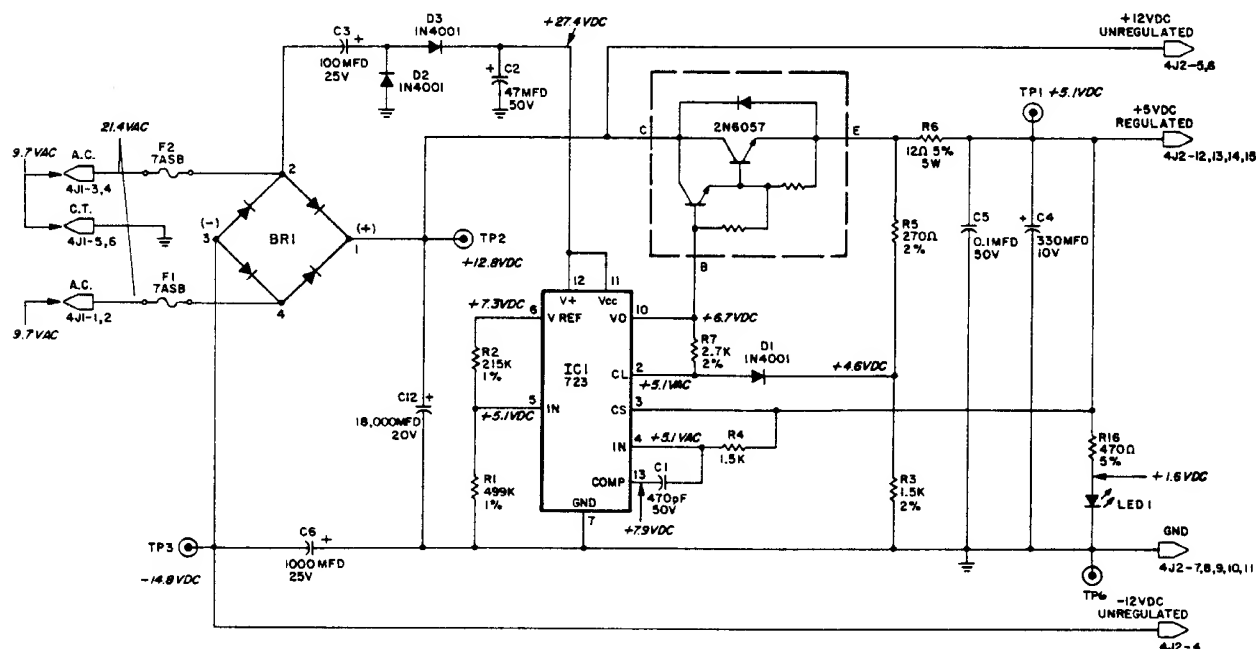 +27.4VDC
D3
1N4001
C3
+
100MFD
25V
D2
1N4001
+
C2
47MFD
50V
+12VDC
UNREGULATED
4J2-5,6
TP1
+5.1VDC
+5VDC
REGULATED
4J2-12,13,14,15
C
2N6057
E
B
R6
12Ω 5%
5W
21.4VAC
9.7VAC
A.C.
4J1-3,4
F2
7ASB
C.T.
4J1-5,6
A.C.
4J1-1,2
F1
7ASB
9.7VAC
2
(-)
3
BR1
(+)
1
4
TP2
+12.8VDC
R5
270Ω
2%
C5
0.1MFD
50V
+
C4
330MFD
10V
12
11
V+
Vcc
+7.3VDC
6
V REF
VO
10
+6.7VDC
R2
215K
1%
IC1
723
R7
2.7K
2%
D1
1N4001
CL
2
+5.1VAC
+4.6VDC
5
IN
+5.1VDC
CS
3
C12
+
18,000MFD
20V
IN
4
+5.1VAC
R4
1.5K
R16
470Ω
5%
+1.6VDC
LED1
R1
499K
1%
COMP
13
C1
470pF
50V
GND
7
+7.9VDC
R3
1.5K
2%
TP3
-14.8VDC
C6
+
1000MFD
25V
GND
4J2-7,8,9,10,11
TP6
-12VDC
UNREGULATED
4J2-4